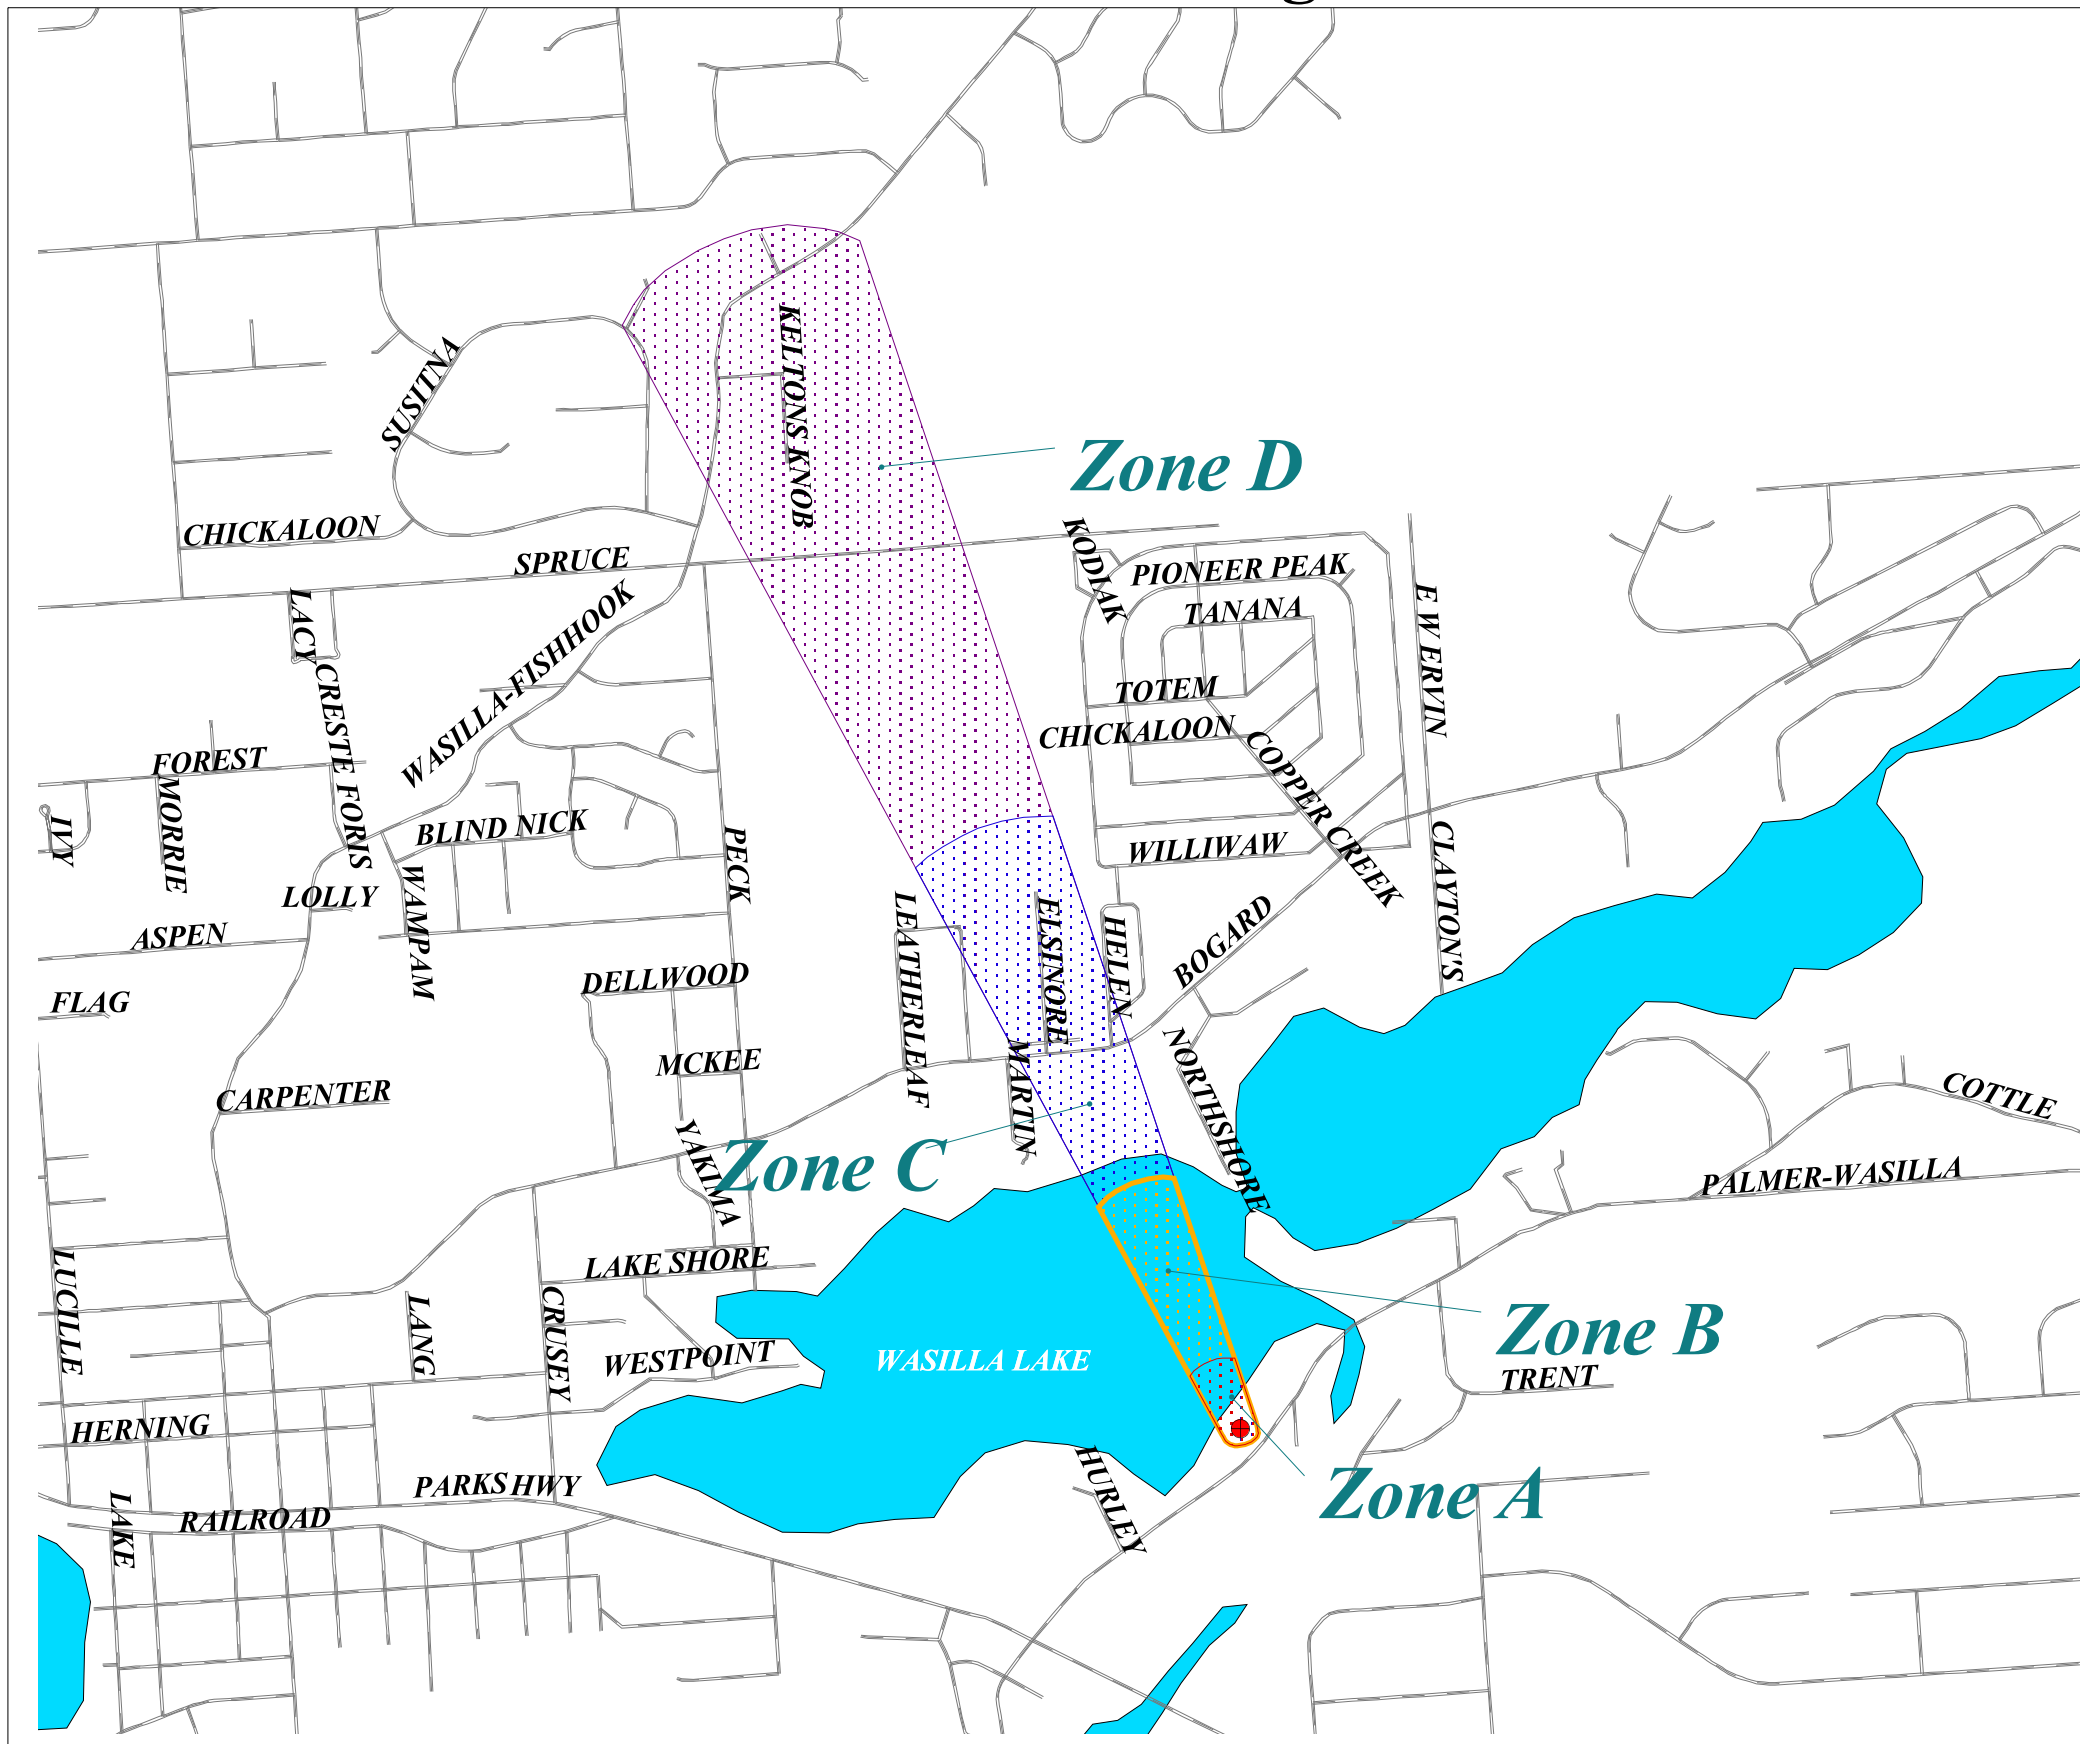 SUSITNA
KELTONS KNOB
Zone D
CHICKALOON
SPRUCE
KODIAK
PIONEER PEAK
TANANA
E W ERVIN
LACY
WASILLA-FISHHOOK
CRESTE FORIS
TOTEM
CHICKALOON
COPPER CREEK
FOREST
MORRIE
IVY
BLIND NICK
PECK
WILLIWAW
CLAYTON'S
LOLLY
WAMPAM
ASPEN
LEATHERLEAF
ELSINORE
HELEN
BOGARD
FLAG
DELLWOOD
MCKEE
MARTIN
NORTHSHORE
CARPENTER
COTTLE
YAKIMA
Zone C
PALMER-WASILLA
LUCILLE
LAKE SHORE
LANG
CRUSEY
WESTPOINT
WASILLA LAKE
Zone B
TRENT
HERNING
HURLEY
PARKS HWY
Zone A
LAKE
RAILROAD